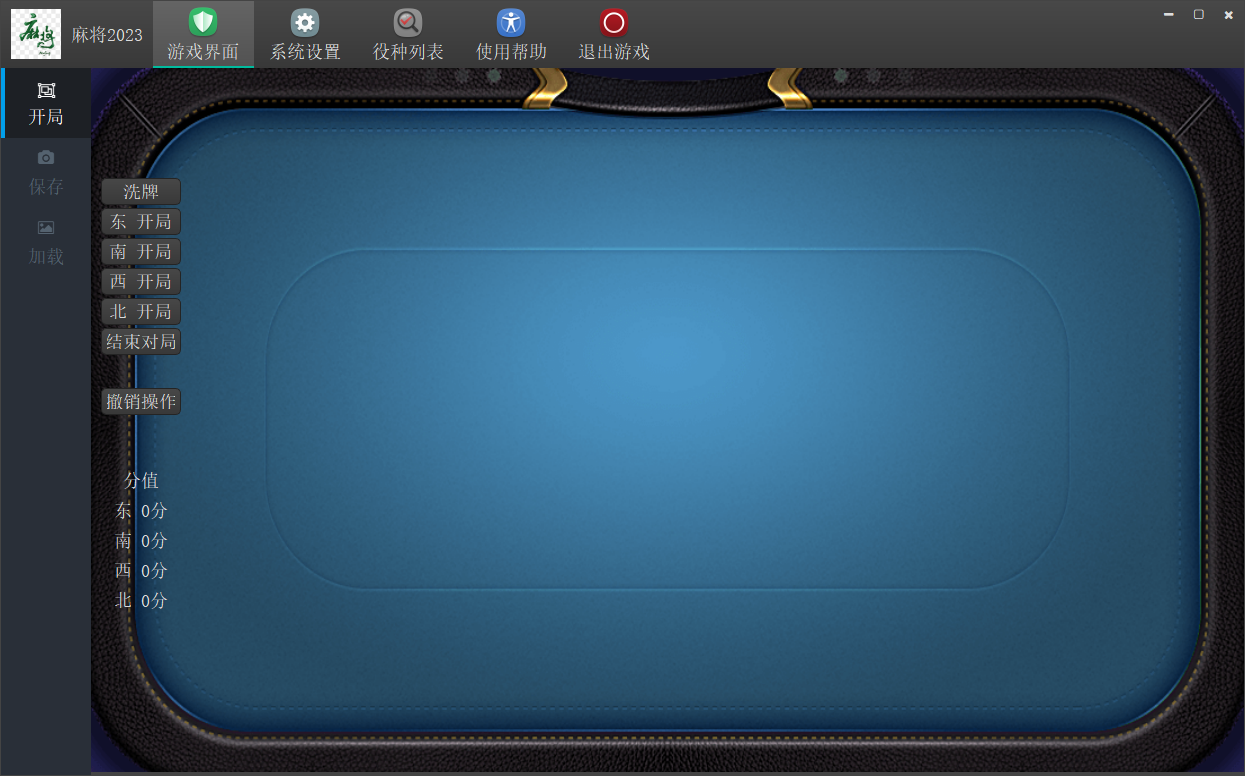 麻将
麻将2023
游戏界面
系统设置
役种列表
使用帮助
退出游戏
开局
保存
加载
洗牌
东 开局
南 开局
西 开局
北 开局
结束对局
撤销操作
分值
东 0分
南 0分
西 0分
北 0分